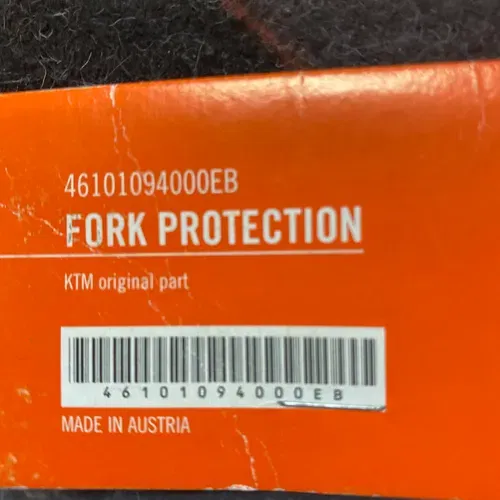 46101094000EB
FORK PROTECTION
KTM original part
46101094000EB
MADE IN AUSTRIA